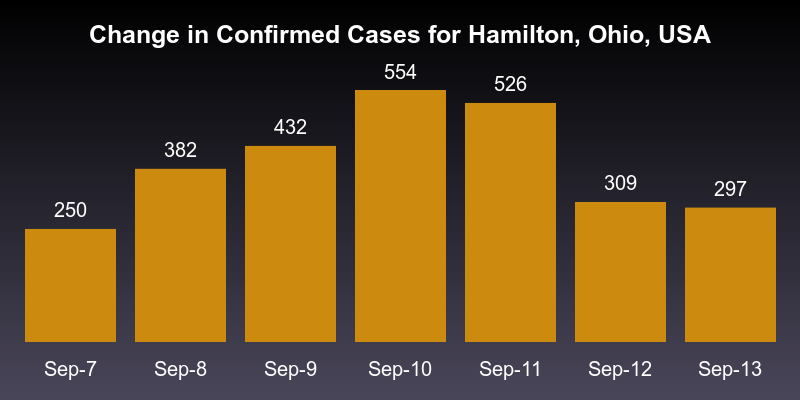 Change in Confirmed Cases for Hamilton, Ohio, USA
250
382
432
554
526
309
297
Sep-7
Sep-8
Sep-9
Sep-10
Sep-11
Sep-12
Sep-13